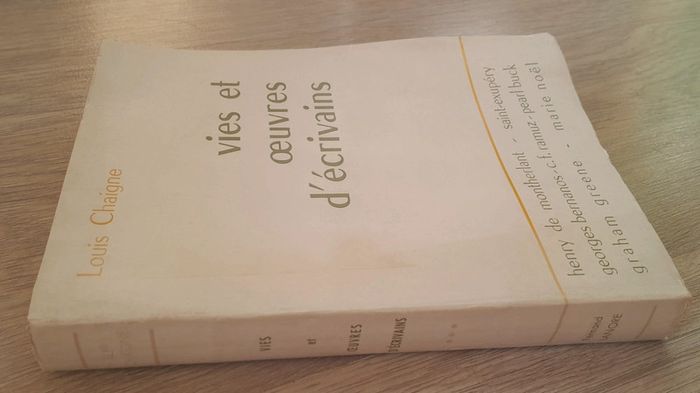 Louis Chaigne
vies et
œuvres
d'écrivains
henry de montherlant - saint-exupéry
georges bernanos - c.f. ramuz - pearl buck
graham greene - marie noël
VIES
et
ŒUVRES
D'ÉCRIVAINS